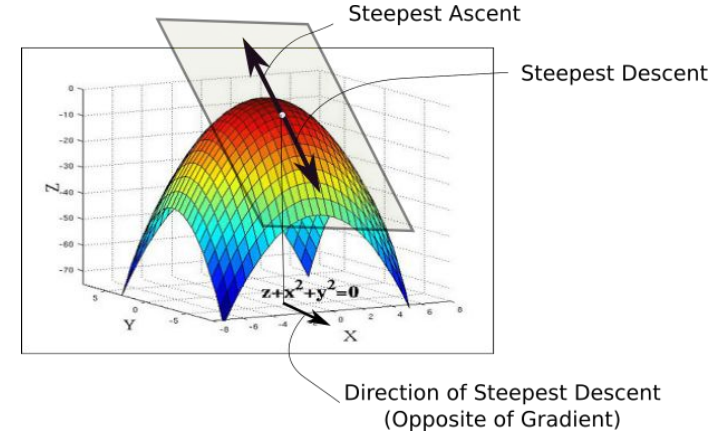 Steepest Ascent
Steepest Descent
0
-10
-20
-30
-40
-50
-60
-70
Z
5
0
-5
Y
-8
-6
-4
0
2
4
6
8
X
z+x²+y²=0
Direction of Steepest Descent
(Opposite of Gradient)